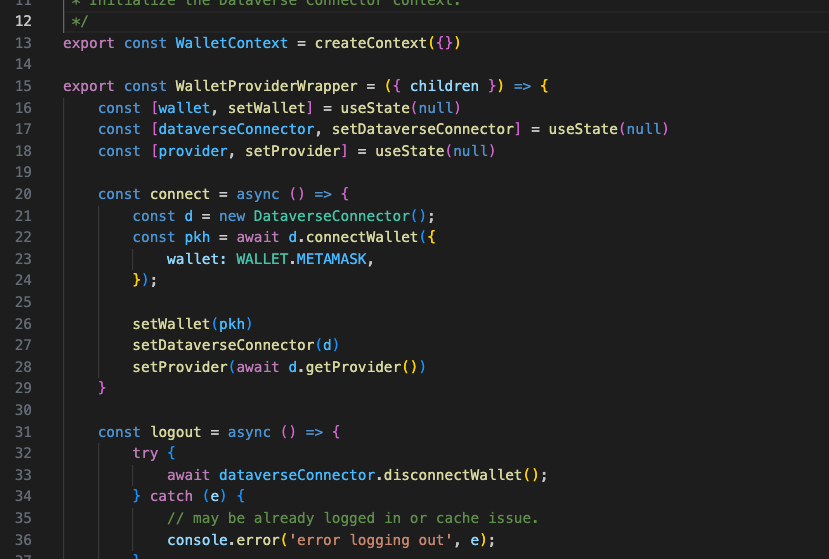 11 * Initialize the Dataverse Connector context.
12 */
13 export const WalletContext = createContext({})
14
15 export const WalletProviderWrapper = ({ children }) => {
16 const [wallet, setWallet] = useState(null)
17 const [dataverseConnector, setDataverseConnector] = useState(null)
18 const [provider, setProvider] = useState(null)
19
20 const connect = async () => {
21 const d = new DataverseConnector();
22 const pkh = await d.connectWallet({
23 wallet: WALLET.METAMASK,
24 });
25
26 setWallet(pkh)
27 setDataverseConnector(d)
28 setProvider(await d.getProvider())
29 }
30
31 const logout = async () => {
32 try {
33 await dataverseConnector.disconnectWallet();
34 } catch (e) {
35 // may be already logged in or cache issue.
36 console.error('error logging out', e);
37 }